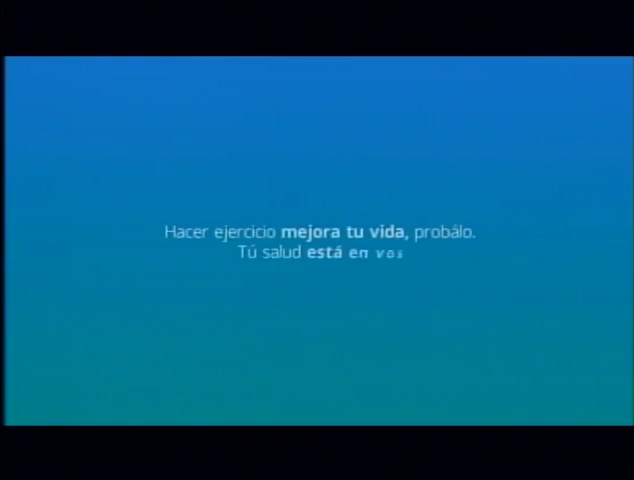 Hacer ejercicio mejora tu vida, probálo.
Tú salud está en vos